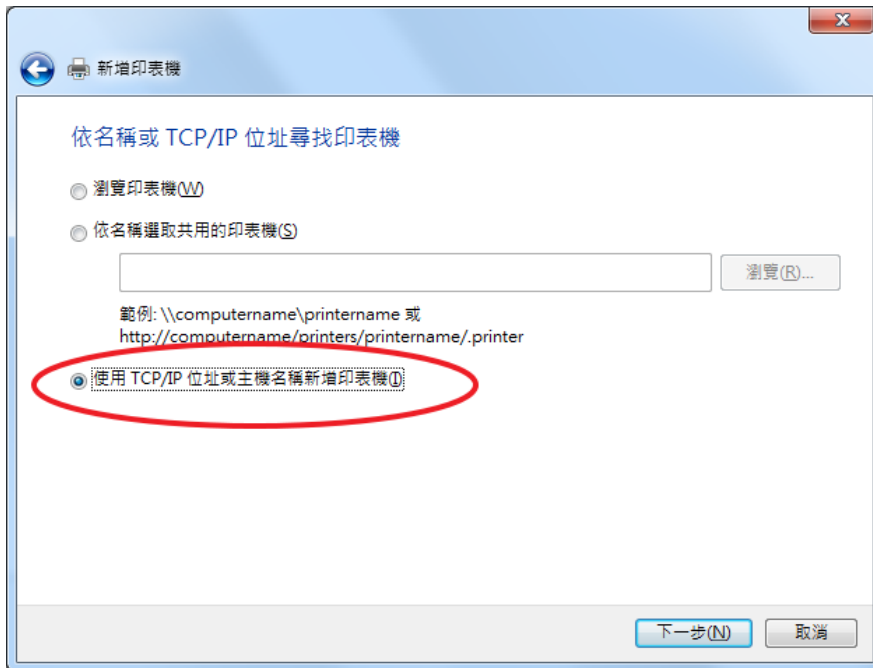 新增印表機
依名稱或 TCP/IP 位址尋找印表機
瀏覽印表機(W)
依名稱選取共用的印表機(S)
瀏覽(R)...
範例: \\computername\printername 或
http://computername/printers/printername/.printer
使用 TCP/IP 位址或主機名稱新增印表機(I)
下一步(N)
取消